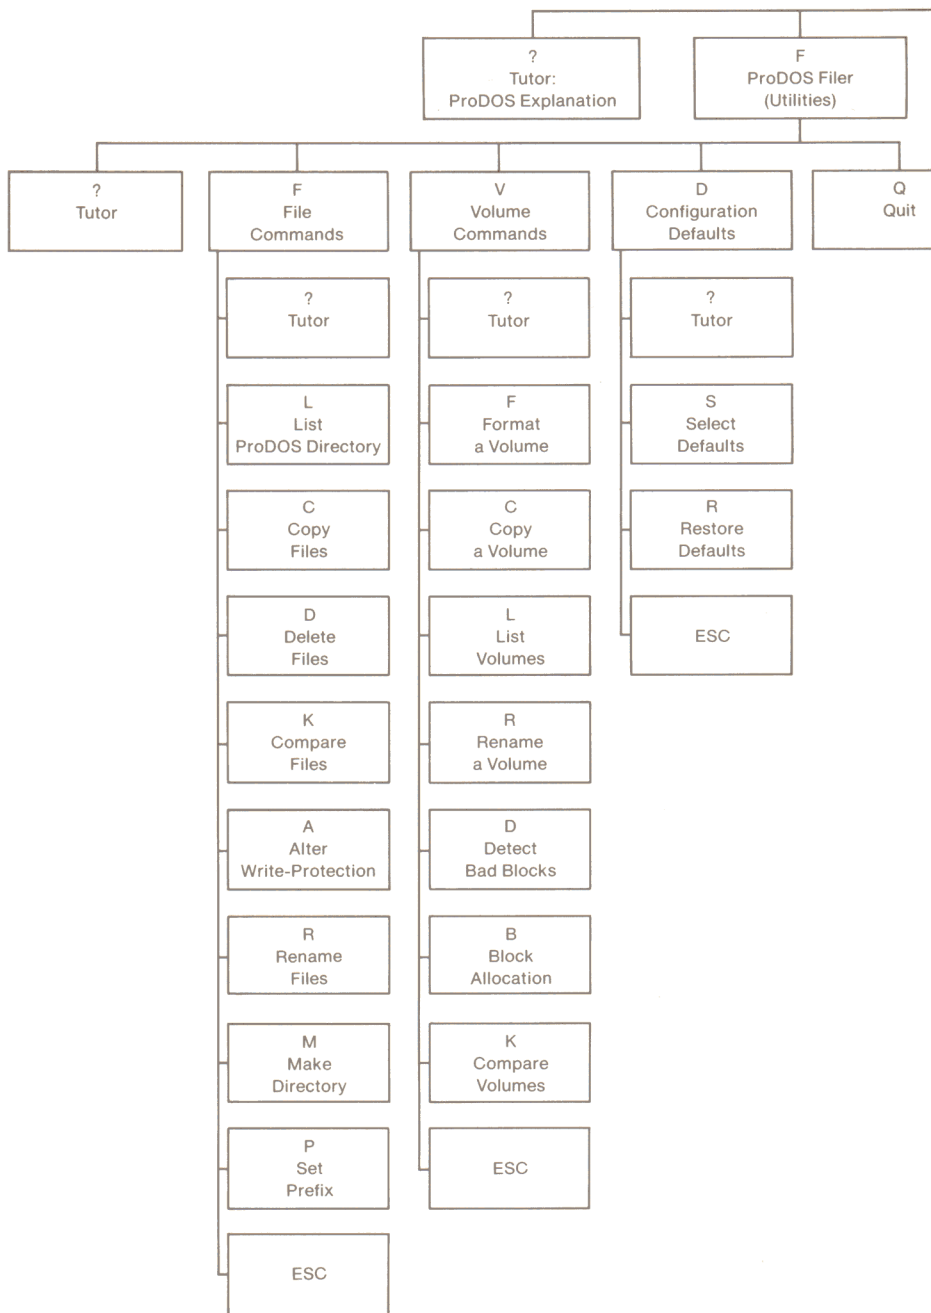 ?
Tutor:
ProDOS Explanation
F
ProDOS Filer
(Utilities)
?
Tutor
F
File
Commands
V
Volume
Commands
D
Configuration
Defaults
Q
Quit
?
Tutor
L
List
ProDOS Directory
C
Copy
Files
D
Delete
Files
K
Compare
Files
A
Alter
Write-Protection
R
Rename
Files
M
Make
Directory
P
Set
Prefix
ESC
?
Tutor
F
Format
a Volume
C
Copy
a Volume
L
List
Volumes
R
Rename
a Volume
D
Detect
Bad Blocks
B
Block
Allocation
K
Compare
Volumes
ESC
?
Tutor
S
Select
Defaults
R
Restore
Defaults
ESC